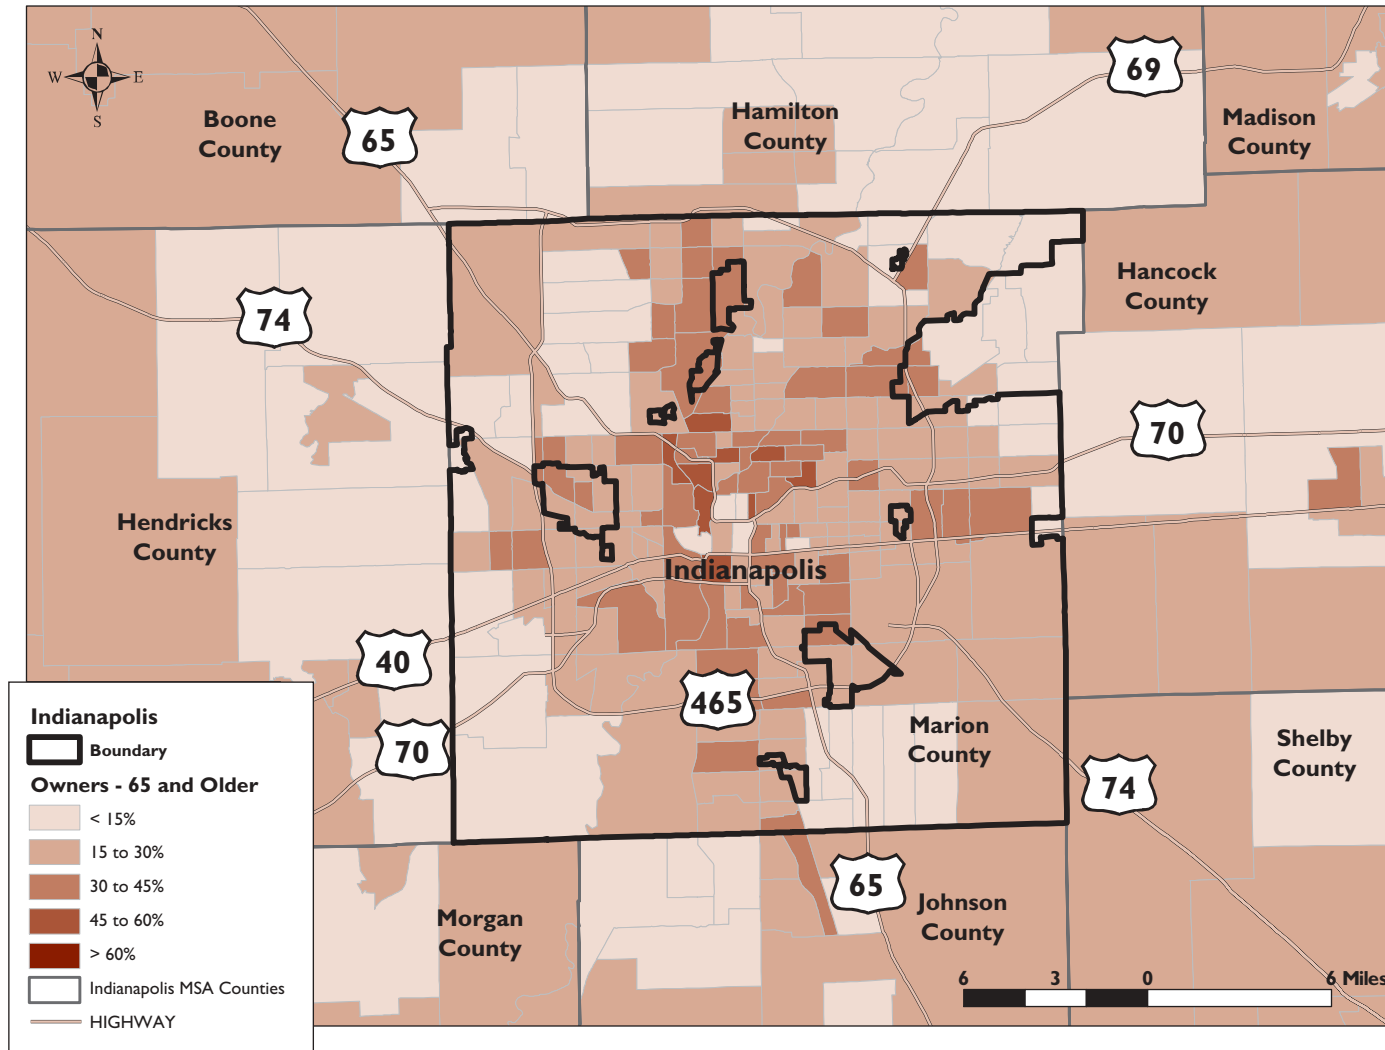 N
W
E
S
Boone
County
65
Hamilton
County
69
Madison
County
Hancock
County
74
70
Hendricks
County
Indianapolis
40
465
70
Marion
County
Shelby
County
74
65
Morgan
County
Johnson
County
6
3
0
6 Miles
Indianapolis
Boundary
Owners - 65 and Older
< 15%
15 to 30%
30 to 45%
45 to 60%
> 60%
Indianapolis MSA Counties
HIGHWAY